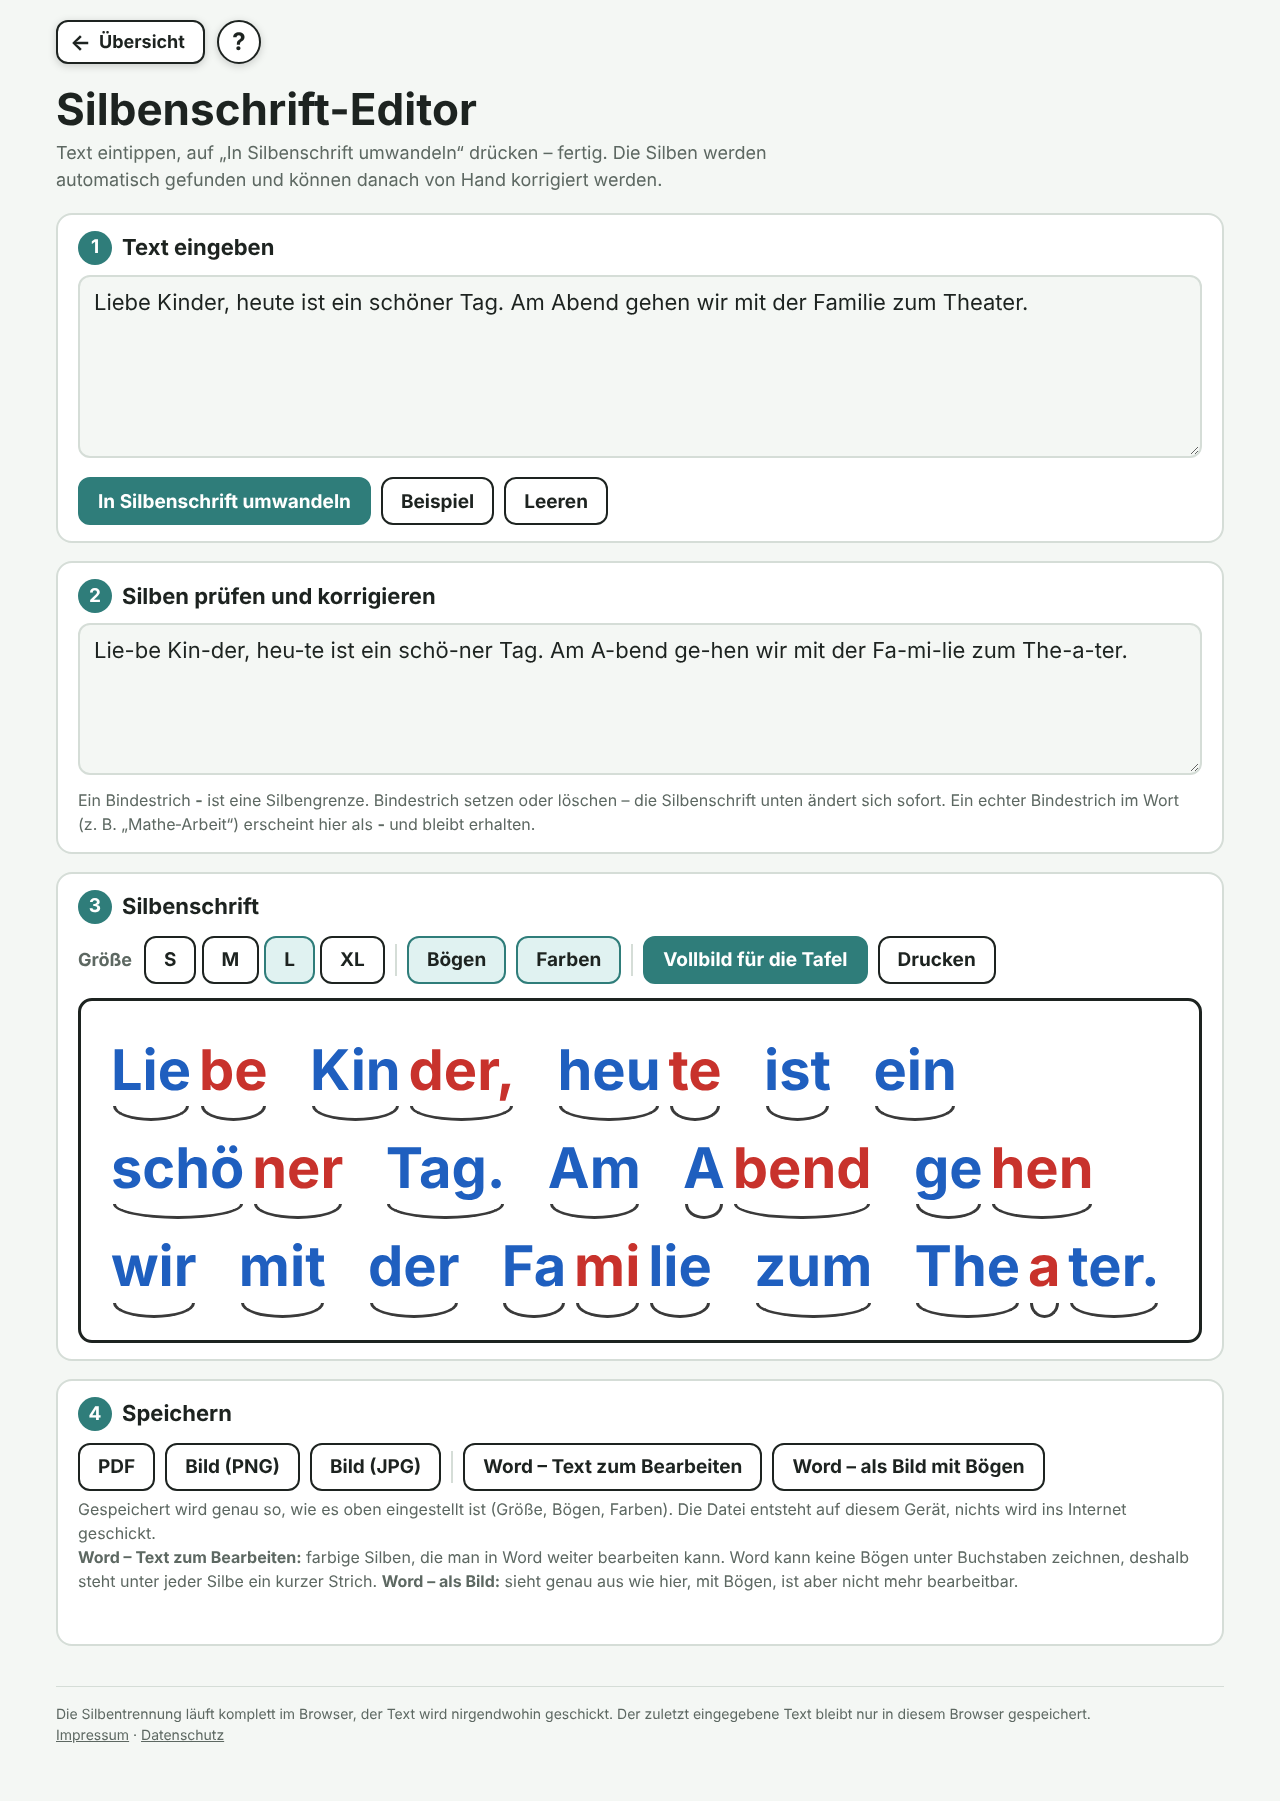 ← Übersicht ?
Silbenschrift-Editor
Text eintippen, auf „In Silbenschrift umwandeln“ drücken – fertig. Die Silben werden
automatisch gefunden und können danach von Hand korrigiert werden.
1 Text eingeben
Liebe Kinder, heute ist ein schöner Tag. Am Abend gehen wir mit der Familie zum Theater.
In Silbenschrift umwandeln Beispiel Leeren
2 Silben prüfen und korrigieren
Lie-be Kin-der, heu-te ist ein schö-ner Tag. Am A-bend ge-hen wir mit der Fa-mi-lie zum The-a-ter.
Ein Bindestrich - ist eine Silbengrenze. Bindestrich setzen oder löschen – die Silbenschrift unten ändert sich sofort. Ein echter Bindestrich im Wort
(z. B. „Mathe-Arbeit“) erscheint hier als - und bleibt erhalten.
3 Silbenschrift
Größe S M L XL Bögen Farben Vollbild für die Tafel Drucken
Lie be Kin der, heu te ist ein
schö ner Tag. Am A bend ge hen
wir mit der Fa mi lie zum The a ter.
4 Speichern
PDF Bild (PNG) Bild (JPG) Word – Text zum Bearbeiten Word – als Bild mit Bögen
Gespeichert wird genau so, wie es oben eingestellt ist (Größe, Bögen, Farben). Die Datei entsteht auf diesem Gerät, nichts wird ins Internet
geschickt.
Word – Text zum Bearbeiten: farbige Silben, die man in Word weiter bearbeiten kann. Word kann keine Bögen unter Buchstaben zeichnen, deshalb
steht unter jeder Silbe ein kurzer Strich. Word – als Bild: sieht genau aus wie hier, mit Bögen, ist aber nicht mehr bearbeitbar.
Die Silbentrennung läuft komplett im Browser, der Text wird nirgendwohin geschickt. Der zuletzt eingegebene Text bleibt nur in diesem Browser gespeichert.
Impressum · Datenschutz